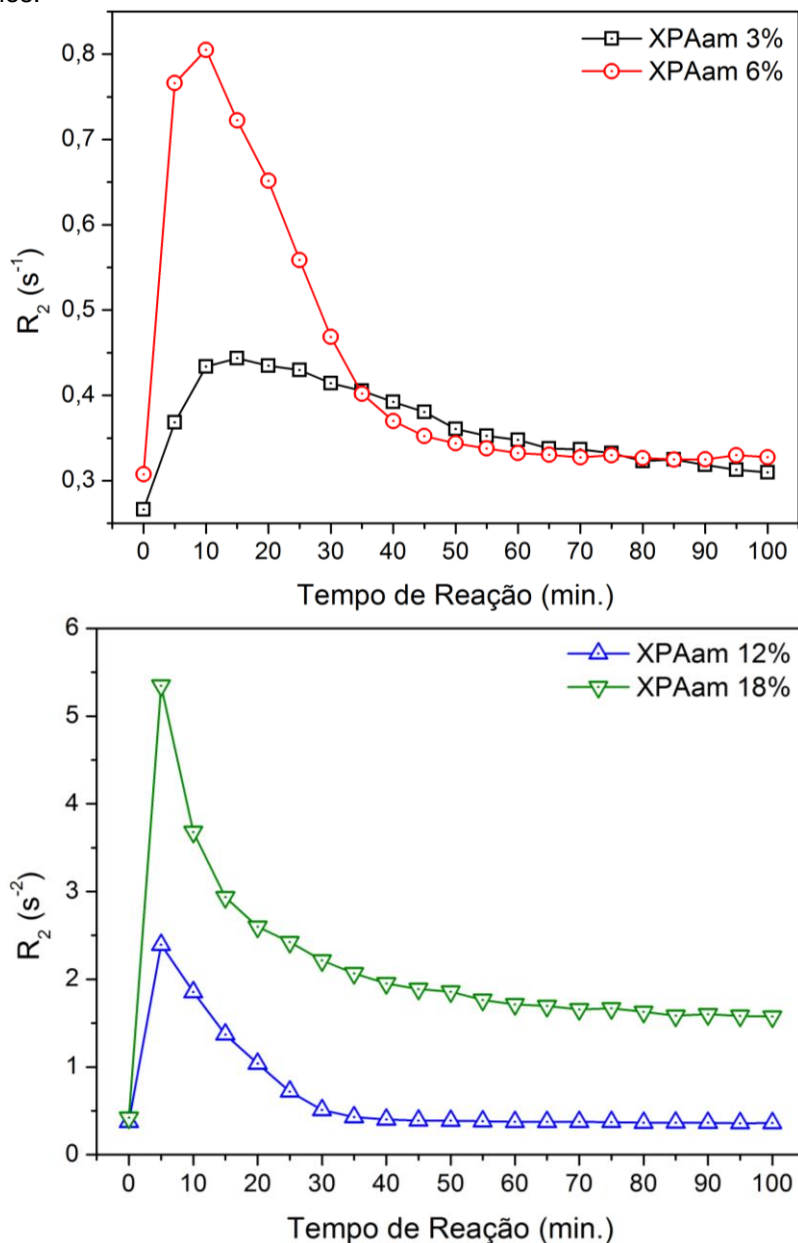 XPAam 3%
XPAam 6%
0,8
0,7
0,8
0,5
0,4
0,3
R₂ (s⁻¹)
0 10 20 30 40 50 60 70 80 90 100
Tempo de Reação (min.)
XPAam 12%
XPAam 18%
6
5
4
3
2
1
0
R₂ (s⁻²)
0 10 20 30 40 50 60 70 80 90 100
Tempo de Reação (min.)